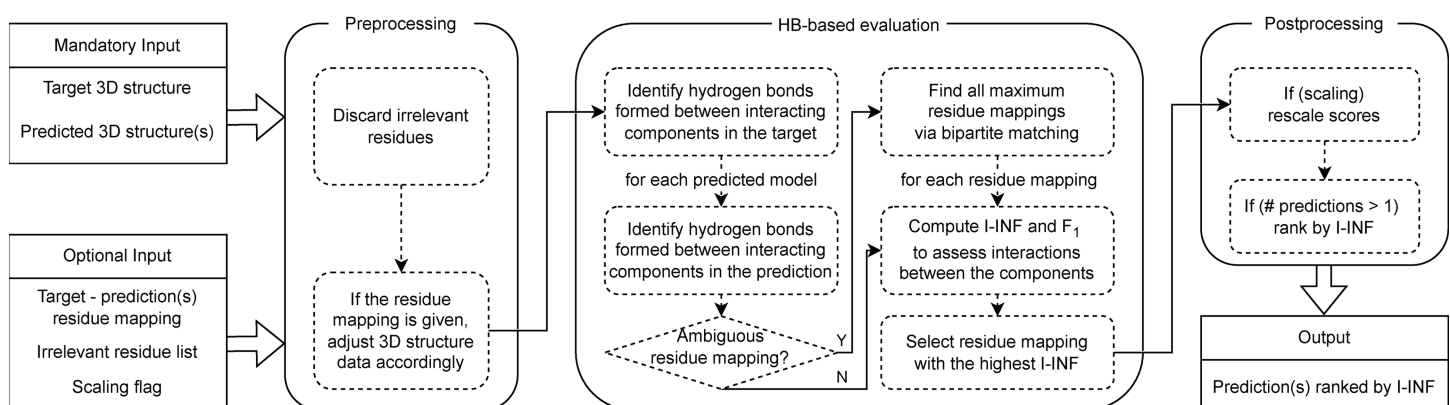 Mandatory Input
Target 3D structure
Predicted 3D structure(s)
Optional Input
Target - prediction(s)
residue mapping
Irrelevant residue list
Scaling flag
Preprocessing
Discard irrelevant
residues
If the residue
mapping is given,
adjust 3D structure
data accordingly
HB-based evaluation
Identify hydrogen bonds
formed between interacting
components in the target
for each predicted model
Identify hydrogen bonds
formed between interacting
components in the prediction
Ambiguous
residue mapping?
Y
N
Find all maximum
residue mappings
via bipartite matching
for each residue mapping
Compute I-INF and F1
to assess interactions
between the components
Select residue mapping
with the highest I-INF
Postprocessing
If (scaling)
rescale scores
If (# predictions > 1)
rank by I-INF
Output
Prediction(s) ranked by I-INF